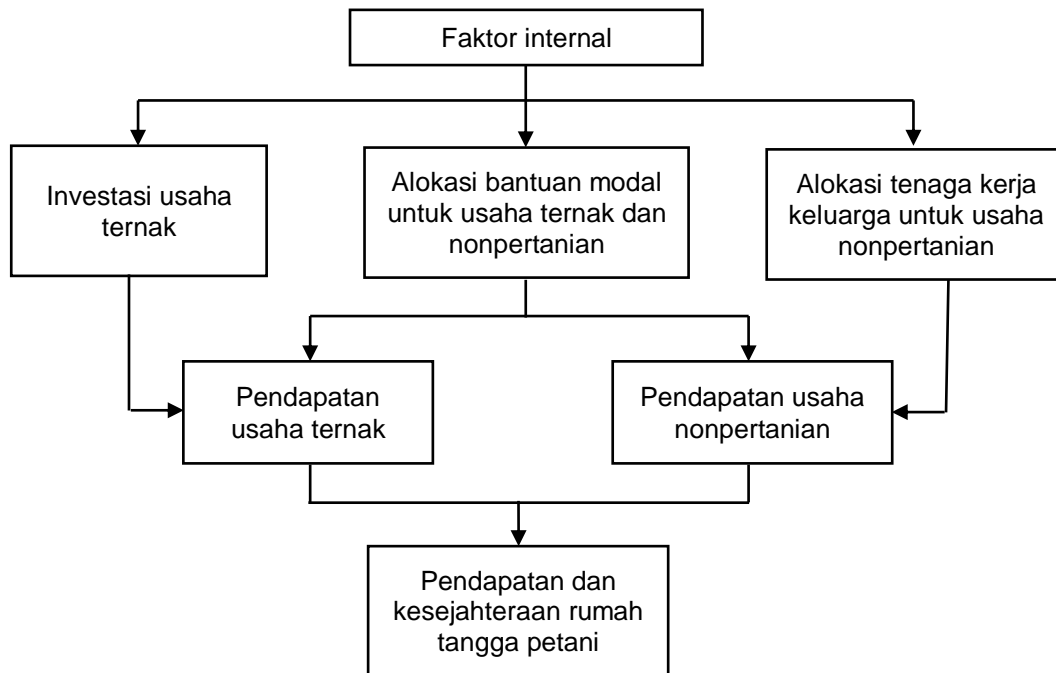 Faktor internal
Investasi usaha
ternak
Alokasi bantuan modal
untuk usaha ternak dan
nonpertanian
Alokasi tenaga kerja
keluarga untuk usaha
nonpertanian
Pendapatan
usaha ternak
Pendapatan usaha
nonpertanian
Pendapatan dan
kesejahteraan rumah
tangga petani